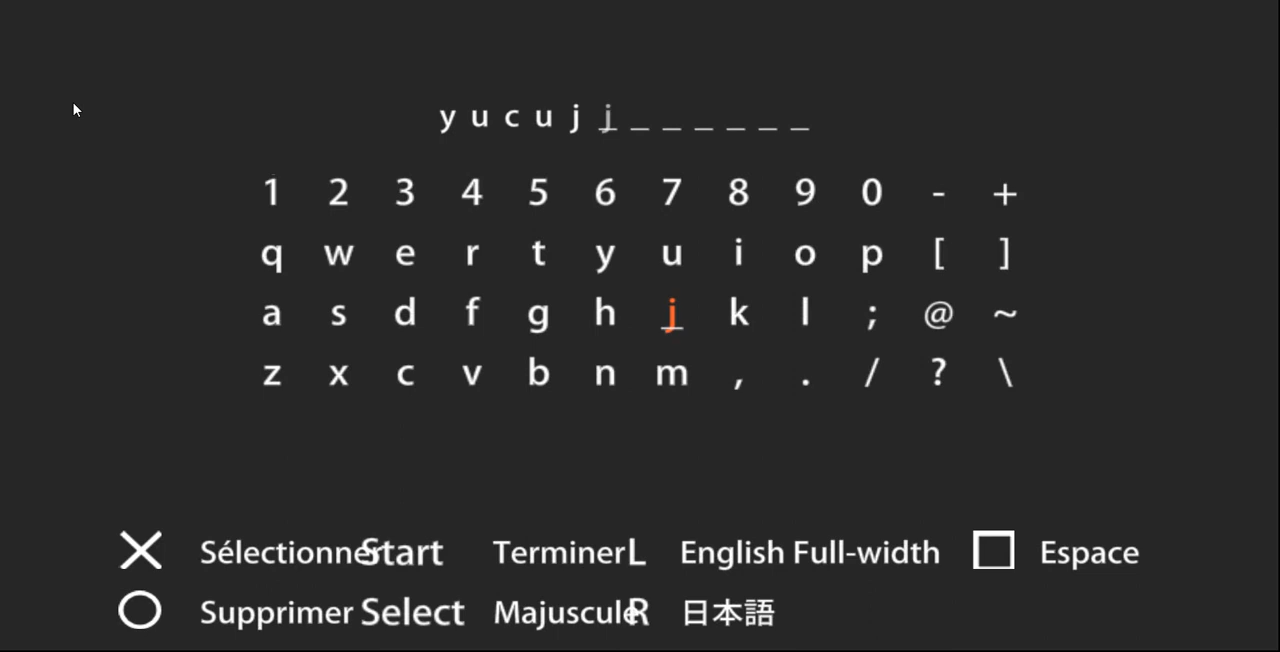 y u c u j j _ _ _ _ _ _
1 2 3 4 5 6 7 8 9 0 - +
q w e r t y u i o p [ ]
a s d f g h j k l ; @ ~
z x c v b n m , . / ? \
Sélectionner Start Terminer L English Full-width Espace
Supprimer Select Majuscule R 日本語